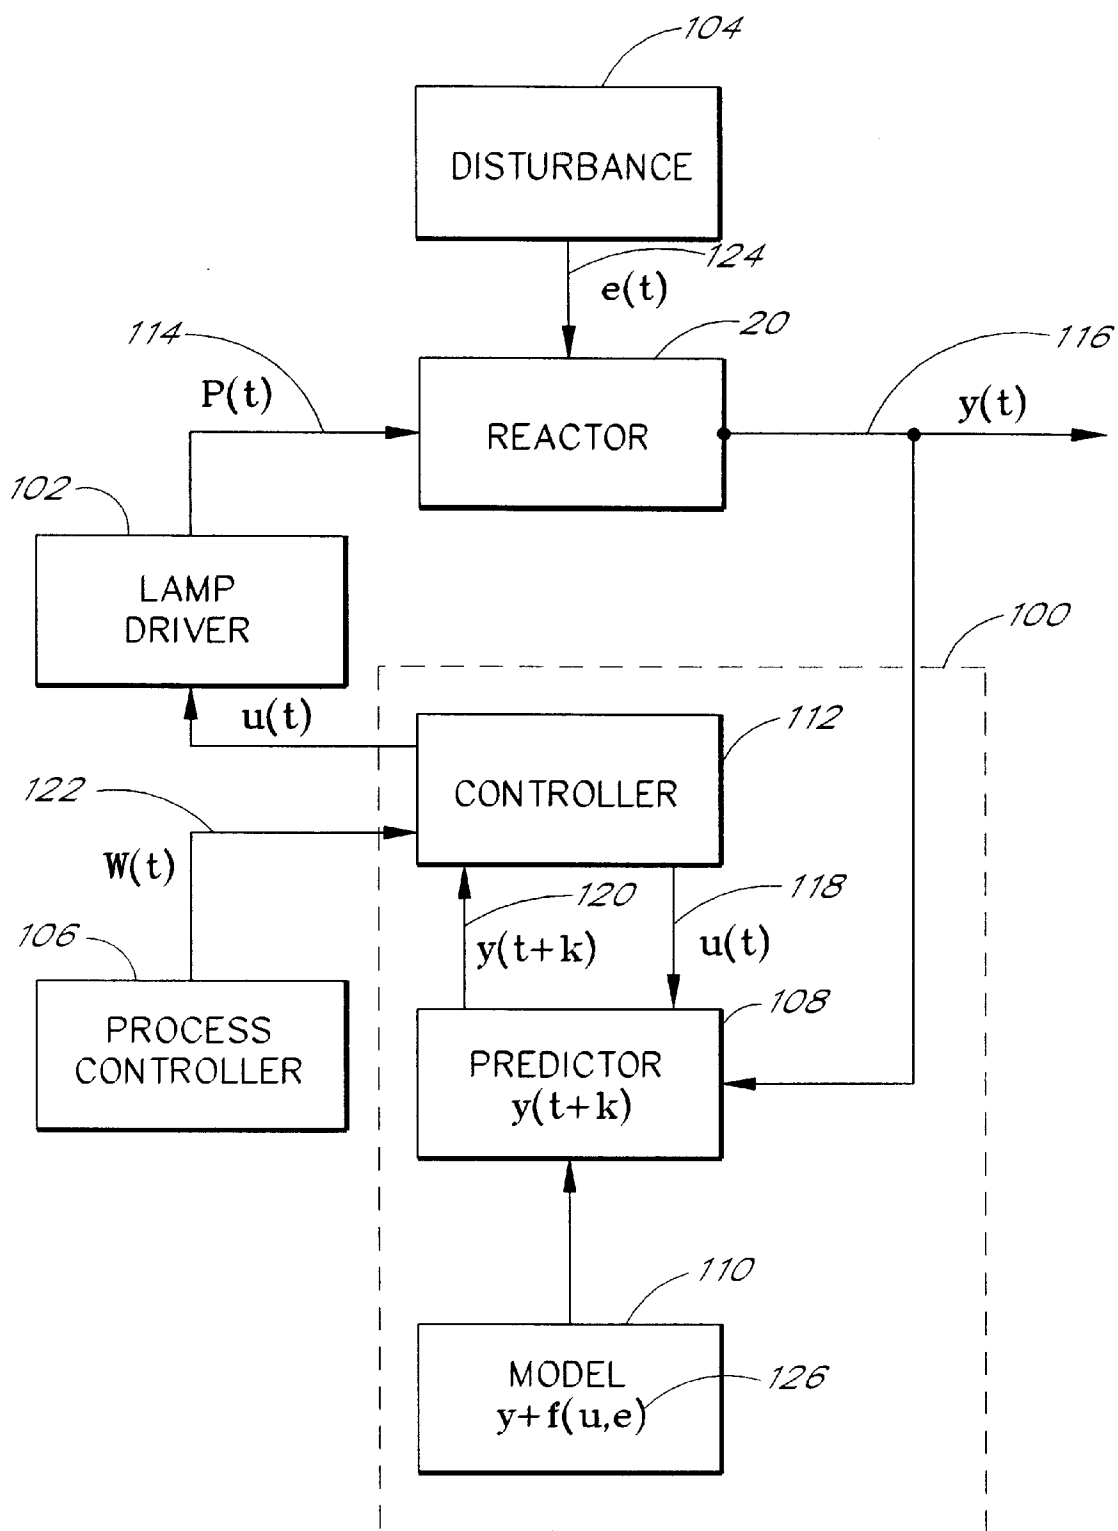 104
DISTURBANCE
124
e(t)
20
114
116
P(t)
y(t)
REACTOR
102
LAMP
DRIVER
100
u(t)
112
CONTROLLER
122
W(t)
120
118
y(t+k)
u(t)
106
108
PROCESS
CONTROLLER
PREDICTOR
y(t+k)
110
MODEL
126
y+f(u,e)